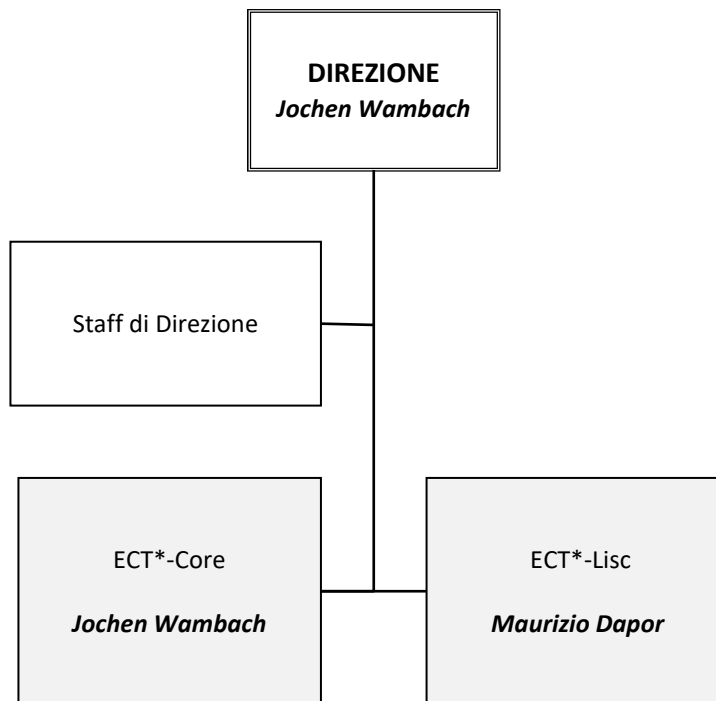 DIREZIONE
Jochen Wambach
Staff di Direzione
ECT*-Core
Jochen Wambach
ECT*-Lisc
Maurizio Dapor